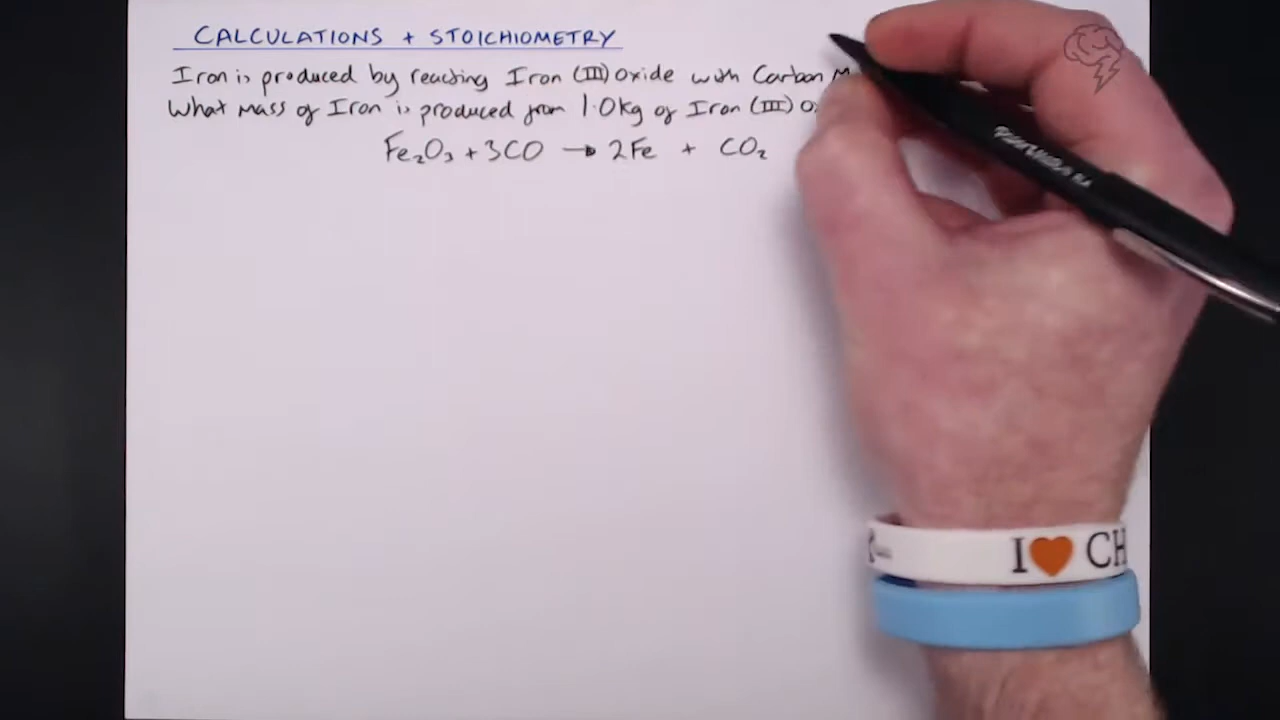 CALCULATIONS + STOICHIOMETRY
Iron is produced by reacting Iron (III) Oxide with Carbon M
What mass of Iron is produced from 1.0kg of Iron (III) O
Fe₂O₃ + 3CO → 2Fe + CO₂
I ❤ CH